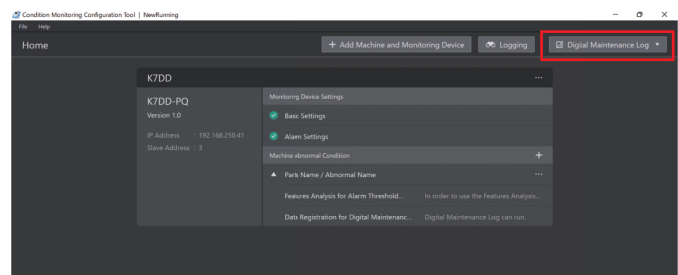 Condition Monitoring Configuration Tool | NewRunning
File Help
Home
+ Add Machine and Monitoring Device
Logging
Digital Maintenance Log
K7DD
...
K7DD-PQ
Version 1.0
IP Address : 192.168.250.41
Slave Address : 3
Monitoring Device Settings
Basic Settings
Alarm Settings
Machine abnormal Condition
+
Parts Name / Abnormal Name
...
Features Analysis for Alarm Threshold... In order to use the Features Analysis...
Data Registration for Digital Maintenanc... Digital Maintenance Log can run.